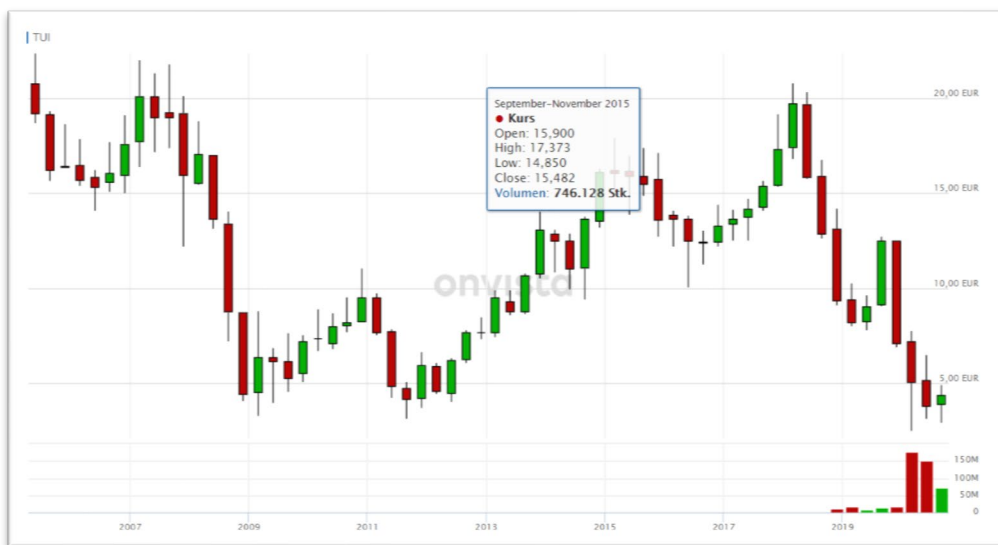 TUI
September-November 2015
● Kurs
Open: 15,900
High: 17,373
Low: 14,850
Close: 15,482
Volumen: 746.128 Stk.
20,00 EUR
15,00 EUR
onvista
10,00 EUR
5,00 EUR
150M
100M
50M
0
2007
2009
2011
2013
2015
2017
2019